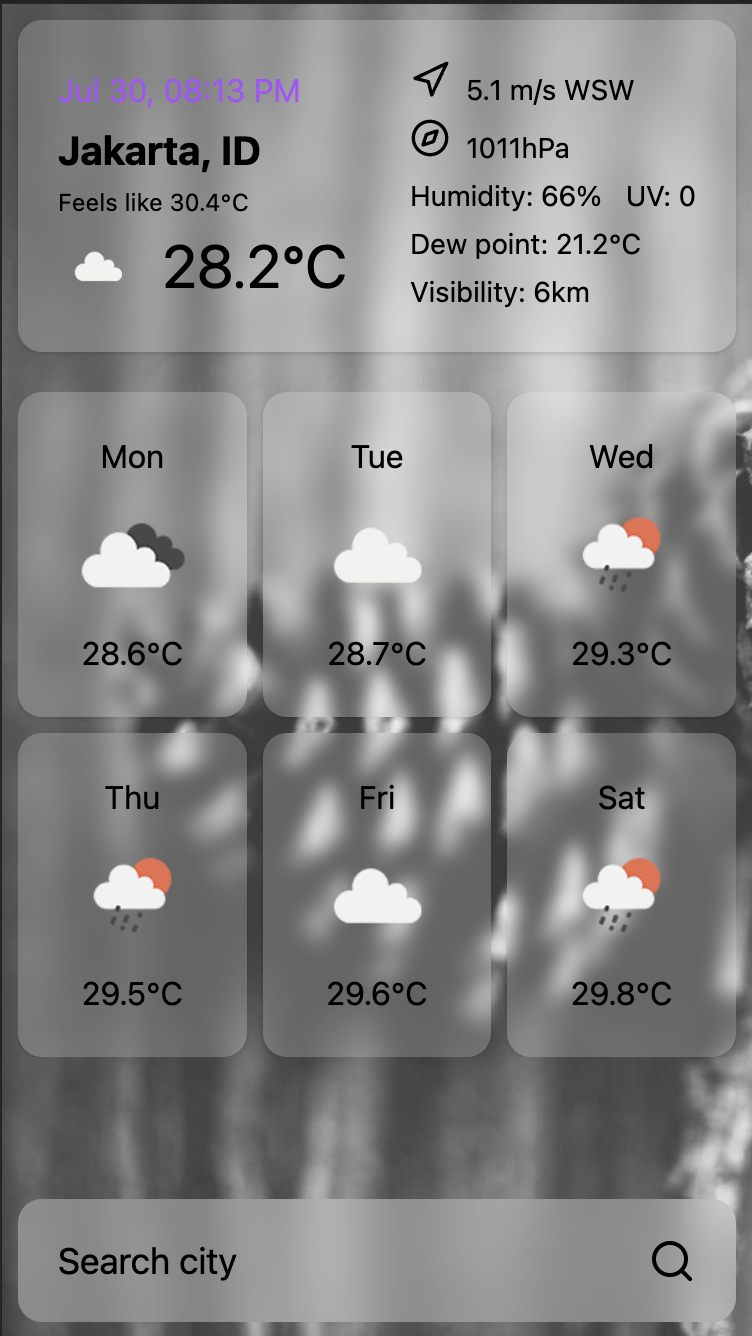 Jul 30, 08:13 PM
Jakarta, ID
Feels like 30.4°C
28.2°C
5.1 m/s WSW
1011hPa
Humidity: 66% UV: 0
Dew point: 21.2°C
Visibility: 6km
Mon
28.6°C
Tue
28.7°C
Wed
29.3°C
Thu
29.5°C
Fri
29.6°C
Sat
29.8°C
Search city